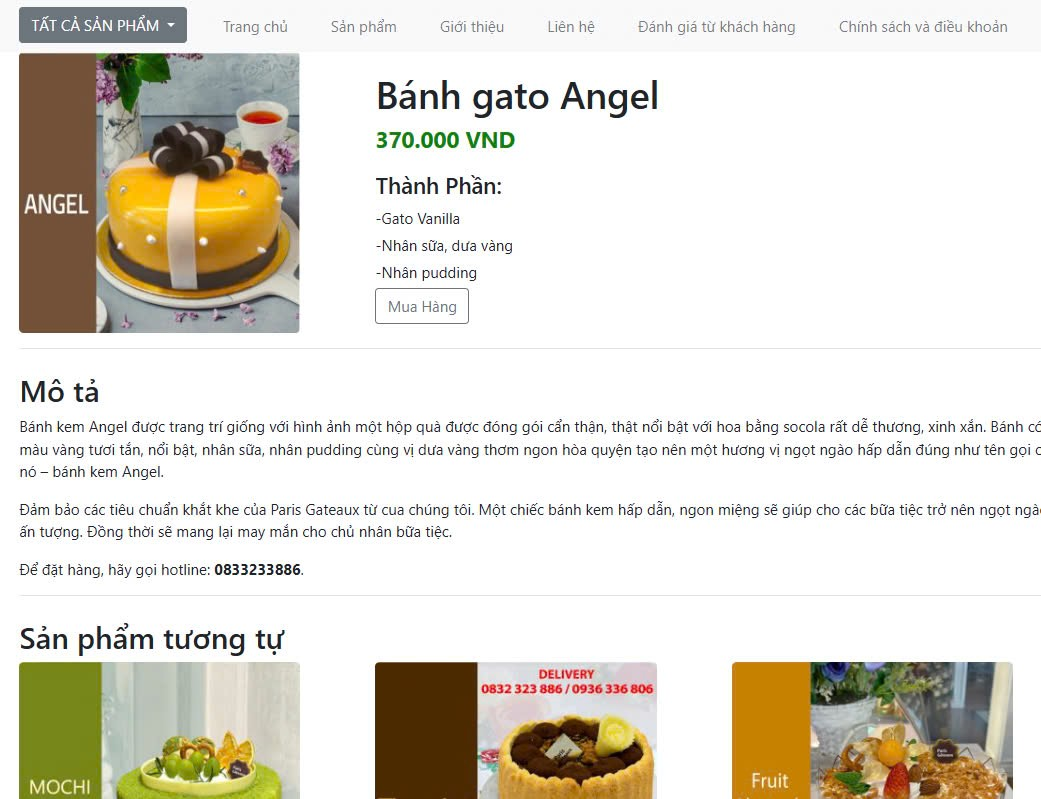 TẤT CẢ SẢN PHẨM
Trang chủ
Sản phẩm
Giới thiệu
Liên hệ
Đánh giá từ khách hàng
Chính sách và điều khoản
ANGEL
Bánh gato Angel
370.000 VND
Thành Phần:
-Gato Vanilla
-Nhân sữa, dưa vàng
-Nhân pudding
Mua Hàng
Mô tả
Bánh kem Angel được trang trí giống với hình ảnh một hộp quà được đóng gói cẩn thận, thật nổi bật với hoa bằng socola rất dễ thương, xinh xắn. Bánh có
màu vàng tươi tắn, nổi bật, nhân sữa, nhân pudding cùng vị dưa vàng thơm ngon hòa quyện tạo nên một hương vị ngọt ngào hấp dẫn đúng như tên gọi
nó – bánh kem Angel.
Đảm bảo các tiêu chuẩn khắt khe của Paris Gateaux từ cua chúng tôi. Một chiếc bánh kem hấp dẫn, ngon miệng sẽ giúp cho các bữa tiệc trở nên ngọt ngào
ấn tượng. Đồng thời sẽ mang lại may mắn cho chủ nhân bữa tiệc.
Để đặt hàng, hãy gọi hotline: 0833233886.
Sản phẩm tương tự
MOCHI
DELIVERY
0832 323 886 / 0936 336 806
Fruit